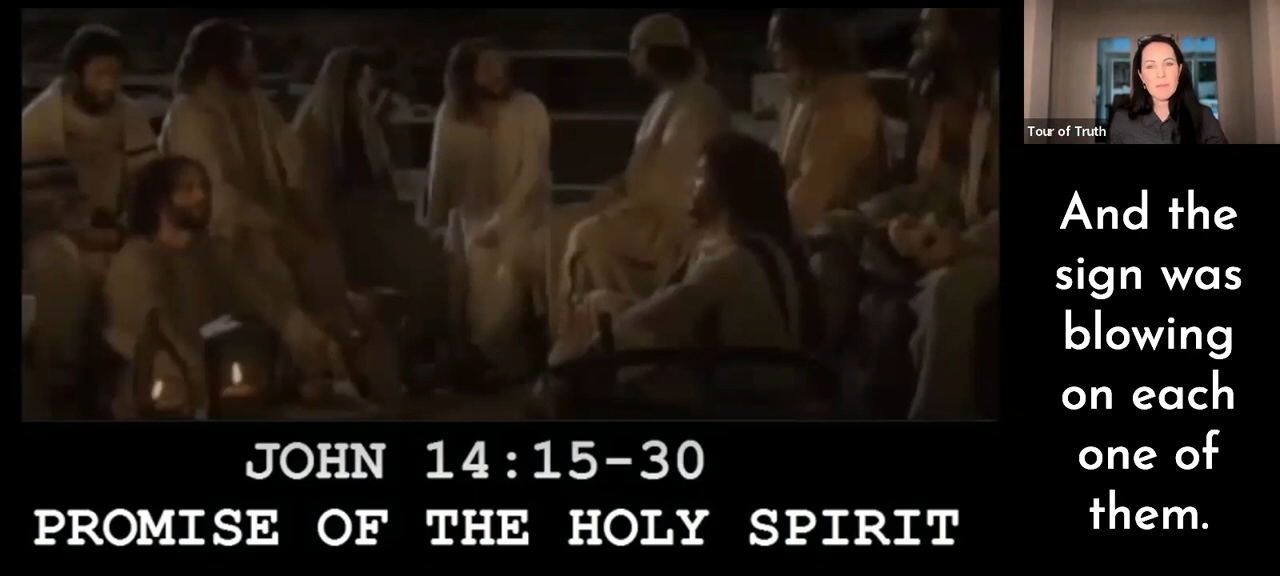 JOHN 14:15-30
PROMISE OF THE HOLY SPIRIT
Tour of Truth
And the
sign was
blowing
on each
one of
them.